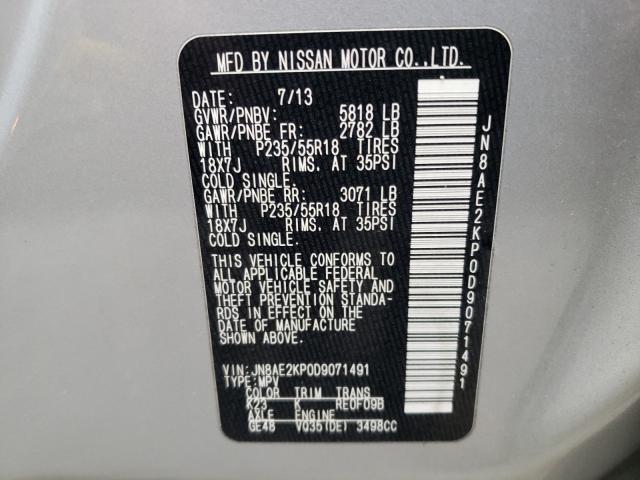 MFD BY NISSAN MOTOR CO.,LTD.
DATE: 7/13
GVWR/PNBV: 5818 LB
GAWR/PNBE FR: 2782 LB
WITH P235/55R18 TIRES
18X7J RIMS. AT 35PSI
COLD SINGLE.
GAWR/PNBE RR: 3071 LB
WITH P235/55R18 TIRES
18X7J RIMS. AT 35PSI
COLD SINGLE.
THIS VEHICLE CONFORMS TO
ALL APPLICABLE FEDERAL
MOTOR VEHICLE SAFETY AND
THEFT PREVENTION STANDA-
RDS IN EFFECT ON THE
DATE OF MANUFACTURE
SHOWN ABOVE.
VIN:JN8AE2KP0D9071491
TYPE:MPV
COLOR TRIM TRANS
K23 K RE0F09B
AXLE ENGINE
GE48 VQ35(DE) 3498CC
JN8AE2KP0D9071491